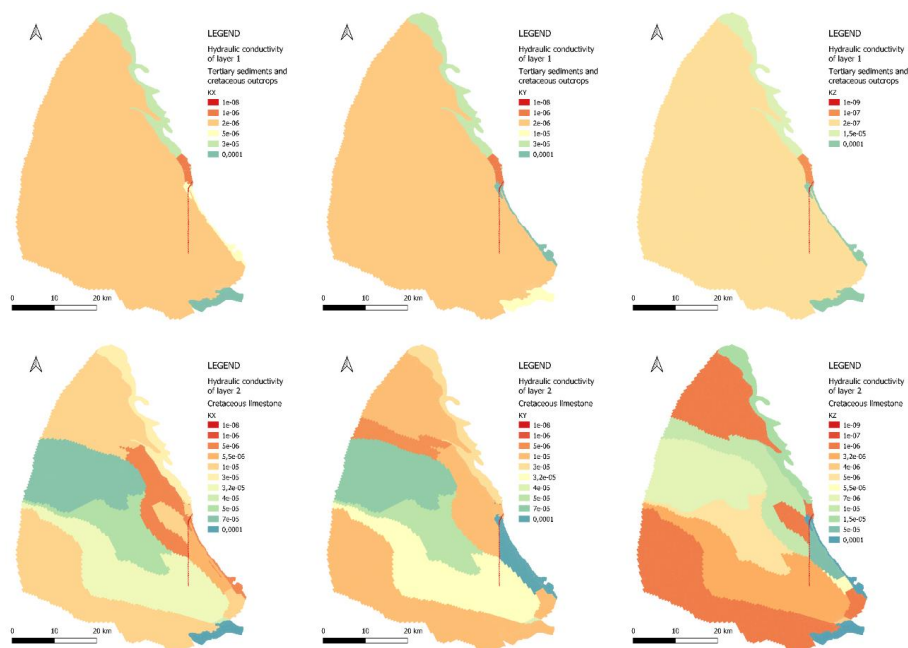 LEGEND
Hydraulic conductivity
of layer 1
Tertiary sediments and
cretaceous outcrops
KX
1e-08
1e-06
2e-06
5e-06
3e-05
0,0001
0 10 20 km
LEGEND
Hydraulic conductivity
of layer 1
Tertiary sediments and
cretaceous outcrops
KY
1e-08
1e-06
2e-06
1e-05
3e-05
0,0001
0 10 20 km
LEGEND
Hydraulic conductivity
of layer 1
Tertiary sediments and
cretaceous outcrops
KZ
1e-09
1e-07
2e-07
1,5e-05
0,0001
0 10 20 km
LEGEND
Hydraulic conductivity
of layer 2
Cretaceous limestone
KX
1e-08
1e-06
5e-06
5,5e-06
1e-05
3e-05
3,2e-05
4e-05
5e-05
7e-05
0,0001
0 10 20 km
LEGEND
Hydraulic conductivity
of layer 2
Cretaceous limestone
KY
1e-08
1e-06
5e-06
1e-05
3e-05
3,2e-05
4e-05
5e-05
7e-05
0,0001
0 10 20 km
LEGEND
Hydraulic conductivity
of layer 2
Cretaceous limestone
KZ
1e-09
1e-07
1e-06
3,2e-06
4e-06
5e-06
5,5e-06
7e-06
1e-05
1,5e-05
5e-05
0,0001
0 10 20 km